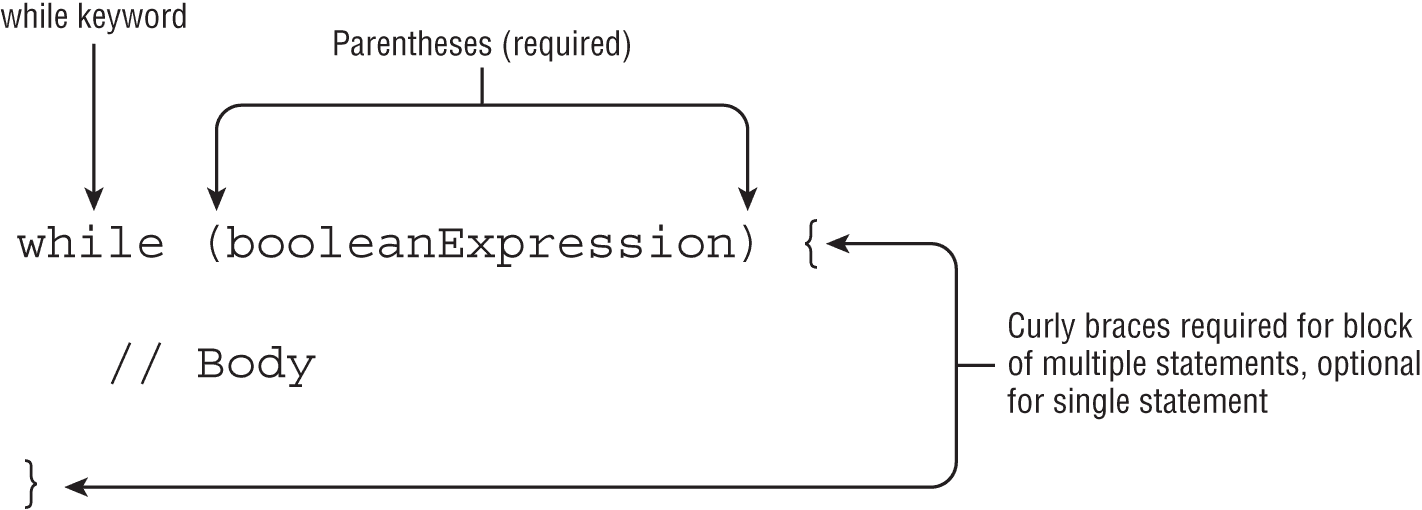 while keyword
Parentheses (required)
while (booleanExpression) {
Curly braces required for block
of multiple statements, optional
for single statement
// Body
}